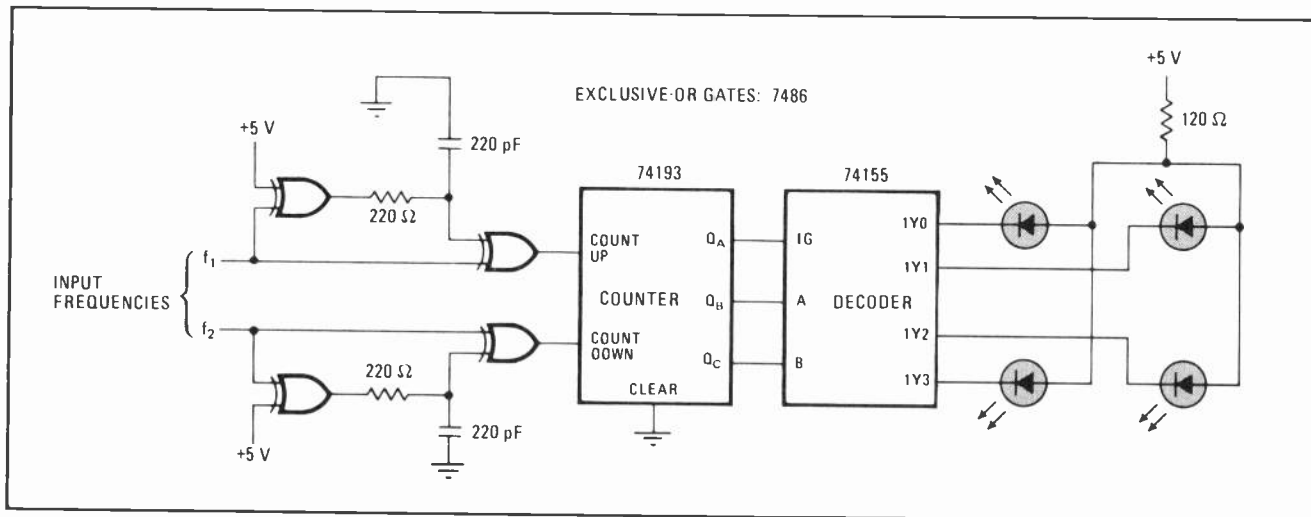 +5 V
EXCLUSIVE-OR GATES: 7486
120 Ω
+5 V
220 pF
74193
74155
220 Ω
1Y0
COUNT
UP
QA
IG
f1
1Y1
INPUT
FREQUENCIES
COUNTER
QB
A
DECODER
f2
1Y2
COUNT
DOWN
QC
B
1Y3
220 Ω
CLEAR
220 pF
+5 V